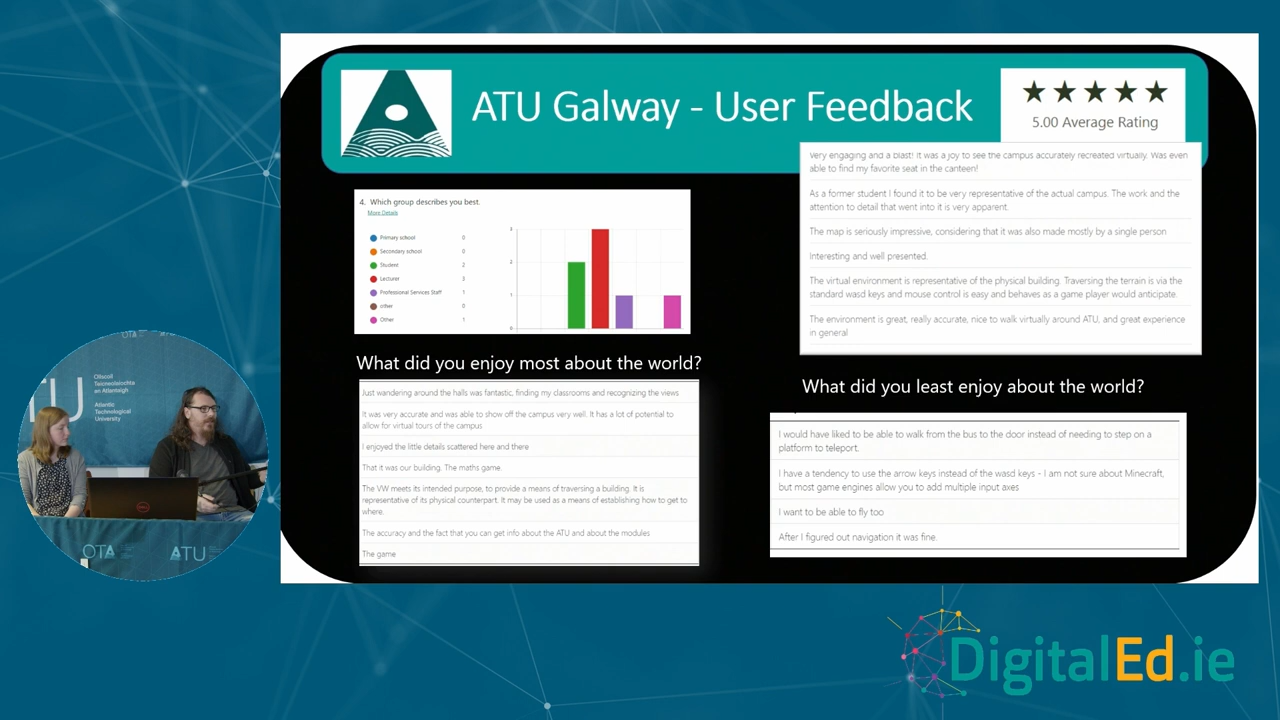 ATU Galway - User Feedback
5.00 Average Rating
Very engaging and a blast! It was a joy to see the campus accurately recreated virtually. Was even
able to find my favorite seat in the canteen!
As a former student I found it to be very representative of the actual campus. The work and the
attention to detail that went into it is very apparent.
The map is seriously impressive, considering that it was also made mostly by a single person
Interesting and well presented.
The virtual environment is representative of the physical building. Traversing the terrain is via the
standard wasd keys and mouse control is easy and behaves as a game player would anticipate.
The environment is great, really accurate, nice to walk virtually around ATU, and great experience
in general
4. Which group describes you best.
More Details
Primary school 0
Secondary school 0
Student 2
Lecturer 3
Professional Services Staff 1
other 0
Other 1
3
2
1
0
What did you enjoy most about the world?
Just wandering around the halls was fantastic, finding my classrooms and recognizing the views
It was very accurate and was able to show off the campus very well. It has a lot of potential to
allow for virtual tours of the campus
I enjoyed the little details scattered here and there
That it was our building. The maths game.
The VW meets its intended purpose, to provide a means of traversing a building. It is
representative of its physical counterpart. It may be used as a means of establishing how to get to
where.
The accuracy and the fact that you can get info about the ATU and about the modules
The game
What did you least enjoy about the world?
I would have liked to be able to walk from the bus to the door instead of needing to step on a
platform to teleport.
I have a tendency to use the arrow keys instead of the wasd keys - I am not sure about Minecraft,
but most game engines allow you to add multiple input axes
I want to be able to fly too
After I figured out navigation it was fine.
TU
Ollscoil
Teicneolaíochta
an Atlantaigh
Atlantic
Technological
University
DELL
OTA
ATU
DigitalEd.ie